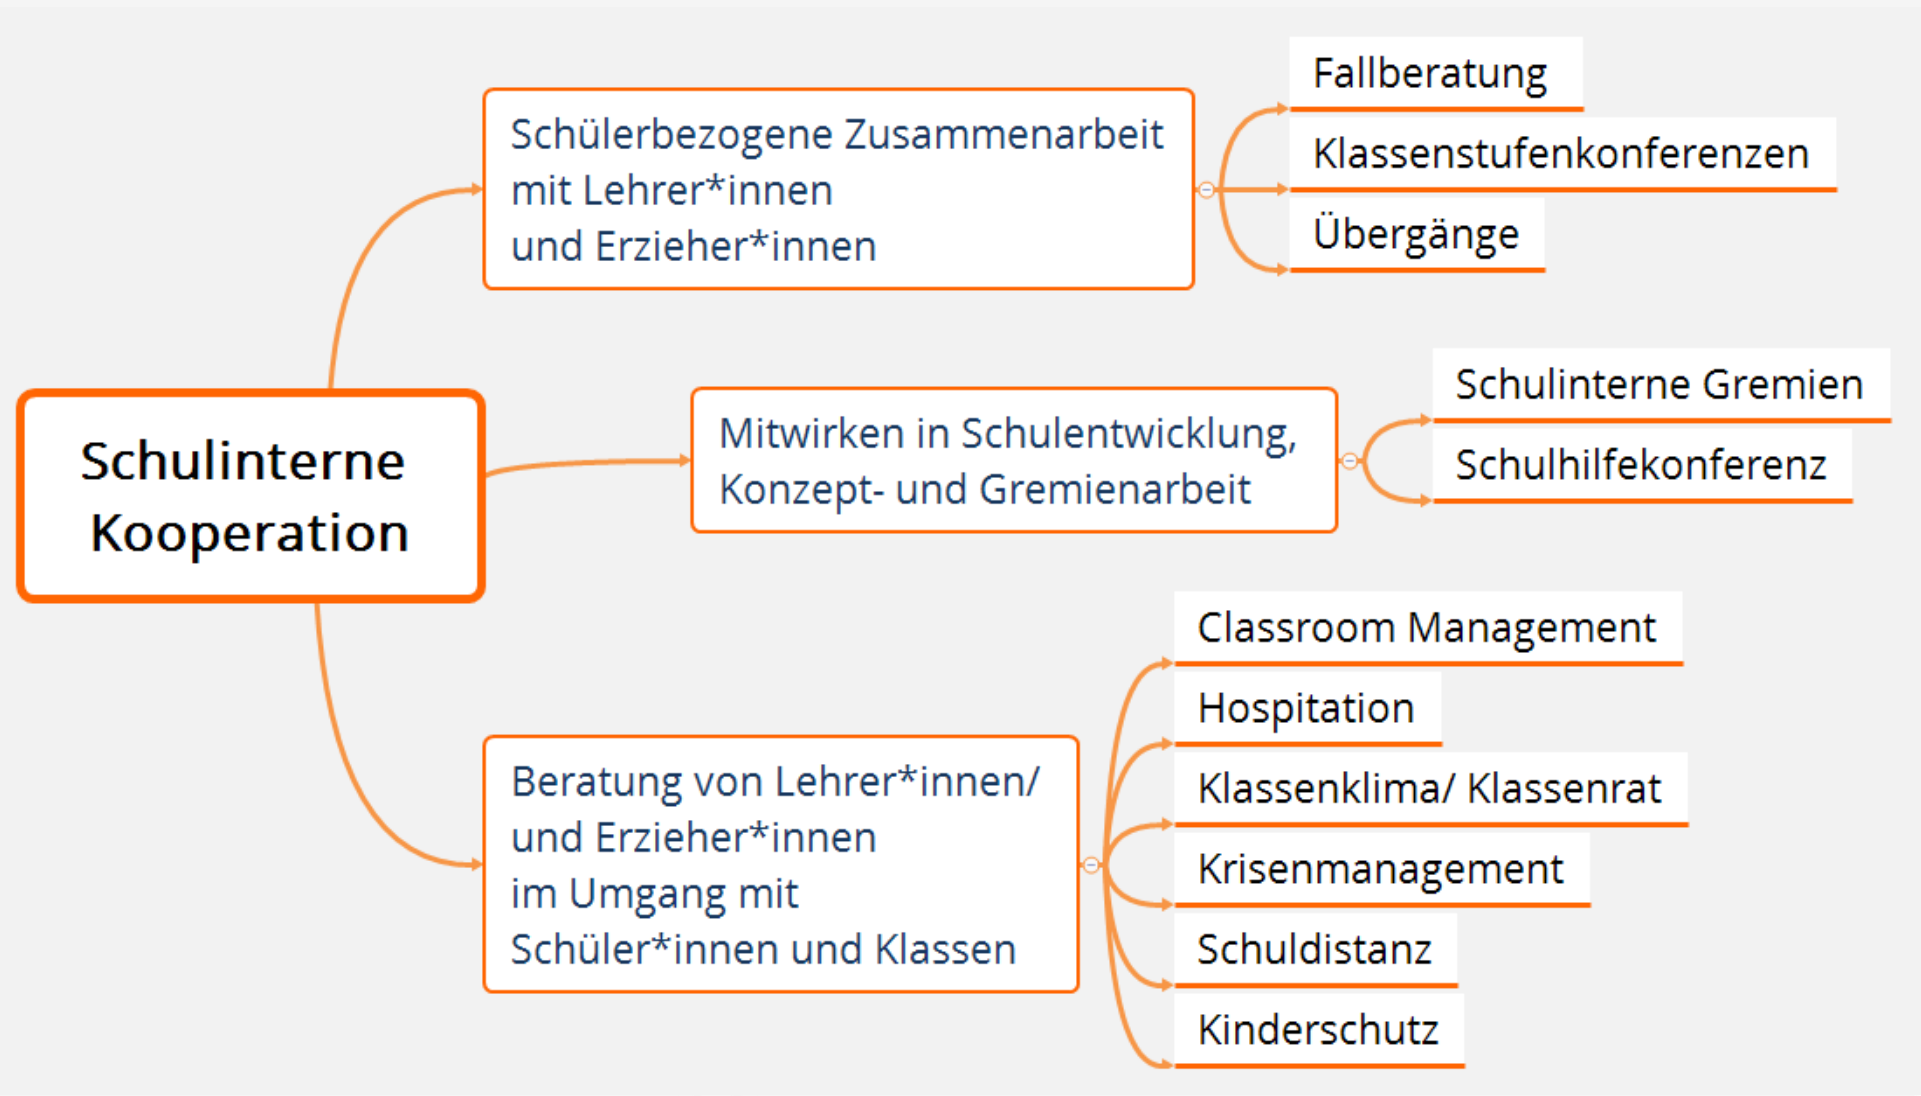 Schulinterne
Kooperation
Schülerbezogene Zusammenarbeit
mit Lehrer*innen
und Erzieher*innen
Fallberatung
Klassenstufenkonferenzen
Übergänge
Mitwirken in Schulentwicklung,
Konzept- und Gremienarbeit
Schulinterne Gremien
Schulhilfekonferenz
Beratung von Lehrer*innen/
und Erzieher*innen
im Umgang mit
Schüler*innen und Klassen
Classroom Management
Hospitation
Klassenklima/ Klassenrat
Krisenmanagement
Schuldistanz
Kinderschutz